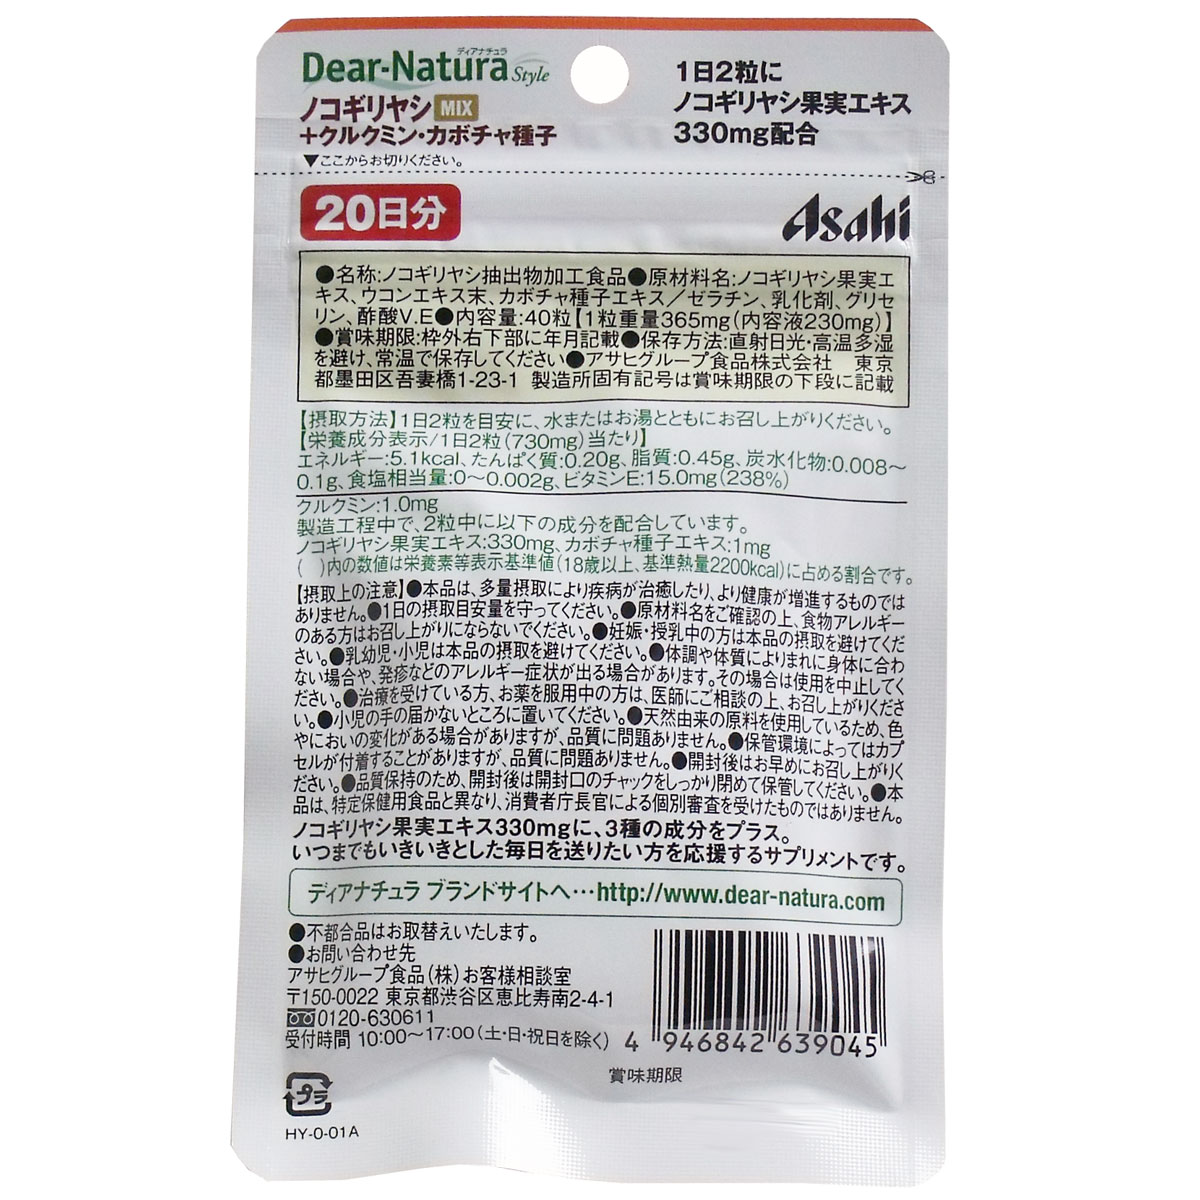 ディアナチュラ
Dear-Natura Style
ノコギリヤシ MIX
+クルクミン・カボチャ種子
▼ここからお切りください。
1日2粒に
ノコギリヤシ果実エキス
330mg配合
20日分
Asahi
●名称:ノコギリヤシ抽出物加工食品●原材料名:ノコギリヤシ果実エ
キス、ウコンエキス末、カボチャ種子エキス/ゼラチン、乳化剤、グリセ
リン、酢酸V.E●内容量:40粒【1粒重量365mg(内容液230mg)】
●賞味期限:枠外右下部に年月記載●保存方法:直射日光・高温多湿
を避け、常温で保存してください●アサヒグループ食品株式会社 東京
都墨田区吾妻橋1-23-1 製造所固有記号は賞味期限の下段に記載
【摂取方法】1日2粒を目安に、水またはお湯とともにお召し上がりください。
【栄養成分表示/1日2粒(730mg)当たり】
エネルギー:5.1kcal、たんぱく質:0.20g、脂質:0.45g、炭水化物:0.008〜
0.1g、食塩相当量:0〜0.002g、ビタミンE:15.0mg(238%)
クルクミン:1.0mg
製造工程中で、2粒中に以下の成分を配合しています。
ノコギリヤシ果実エキス:330mg、カボチャ種子エキス:1mg
( )内の数値は栄養素等表示基準値(18歳以上、基準熱量2200kcal)に占める割合です。
【摂取上の注意】●本品は、多量摂取により疾病が治癒したり、より健康が増進するものでは
ありません。●1日の摂取目安量を守ってください。●原材料名をご確認の上、食物アレルギー
のある方はお召し上がりにならないでください。●妊娠・授乳中の方は本品の摂取を避けてくだ
さい。●乳幼児・小児は本品の摂取を避けてください。●体調や体質によりまれに身体に合わ
ない場合や、発疹などのアレルギー症状が出る場合があります。その場合は使用を中止してく
ださい。●治療を受けている方、お薬を服用中の方は、医師にご相談の上、お召し上がりくださ
い。●小児の手の届かないところに置いてください。●天然由来の原料を使用しているため、色
やにおいの変化がある場合がありますが、品質に問題ありません。●保管環境によってはカプ
セルが付着することがありますが、品質に問題ありません。●開封後はお早めにお召し上がりく
ださい。●品質保持のため、開封後は開封口のチャックをしっかり閉めて保管してください。●本
品は、特定保健用食品と異なり、消費者庁長官による個別審査を受けたものではありません。
ノコギリヤシ果実エキス330mgに、3種の成分をプラス。
いつまでもいきいきとした毎日を送りたい方を応援するサプリメントです。
ディアナチュラ ブランドサイトへ…http://www.dear-natura.com
●不都合品はお取替えいたします。
●お問い合わせ先
アサヒグループ食品(株)お客様相談室
〒150-0022 東京都渋谷区恵比寿南2-4-1
0120-630611
受付時間 10:00〜17:00(土・日・祝日を除く)
4 946842 639045
賞味期限
プラ
HY-0-01A